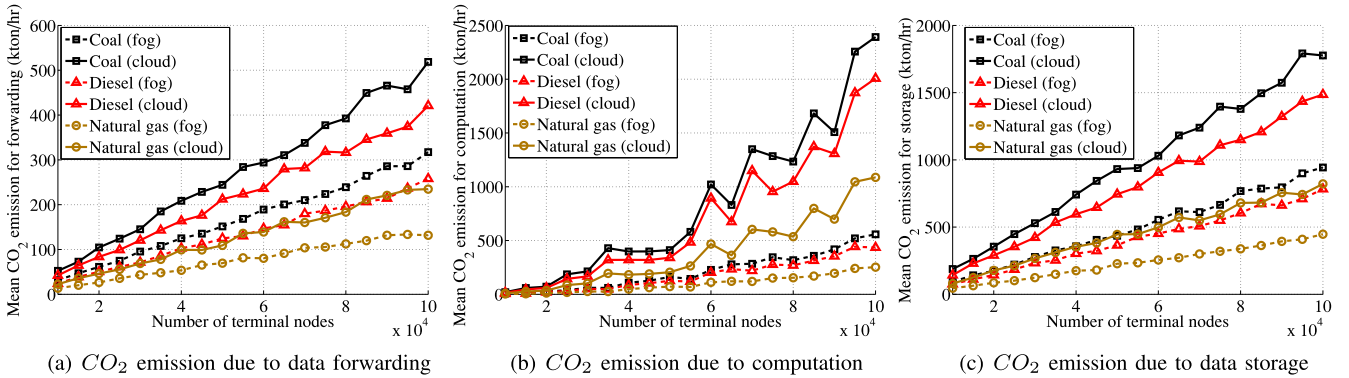 Mean CO2 emission for forwarding (kton/hr)
600
500
400
300
200
100
0
Coal (fog)
Coal (cloud)
Diesel (fog)
Diesel (cloud)
Natural gas (fog)
Natural gas (cloud)
2 4 6 8 10
Number of terminal nodes
x 10^4
(a) CO2 emission due to data forwarding
Mean CO2 emission for computation (kton/hr)
2500
2000
1500
1000
500
0
Coal (fog)
Coal (cloud)
Diesel (fog)
Diesel (cloud)
Natural gas (fog)
Natural gas (cloud)
2 4 6 8 10
Number of terminal nodes
x 10^4
(b) CO2 emission due to computation
Mean CO2 emission for storage (kton/hr)
2000
1500
1000
500
0
Coal (fog)
Coal (cloud)
Diesel (fog)
Diesel (cloud)
Natural gas (fog)
Natural gas (cloud)
2 4 6 8 10
Number of terminal nodes
x 10^4
(c) CO2 emission due to data storage